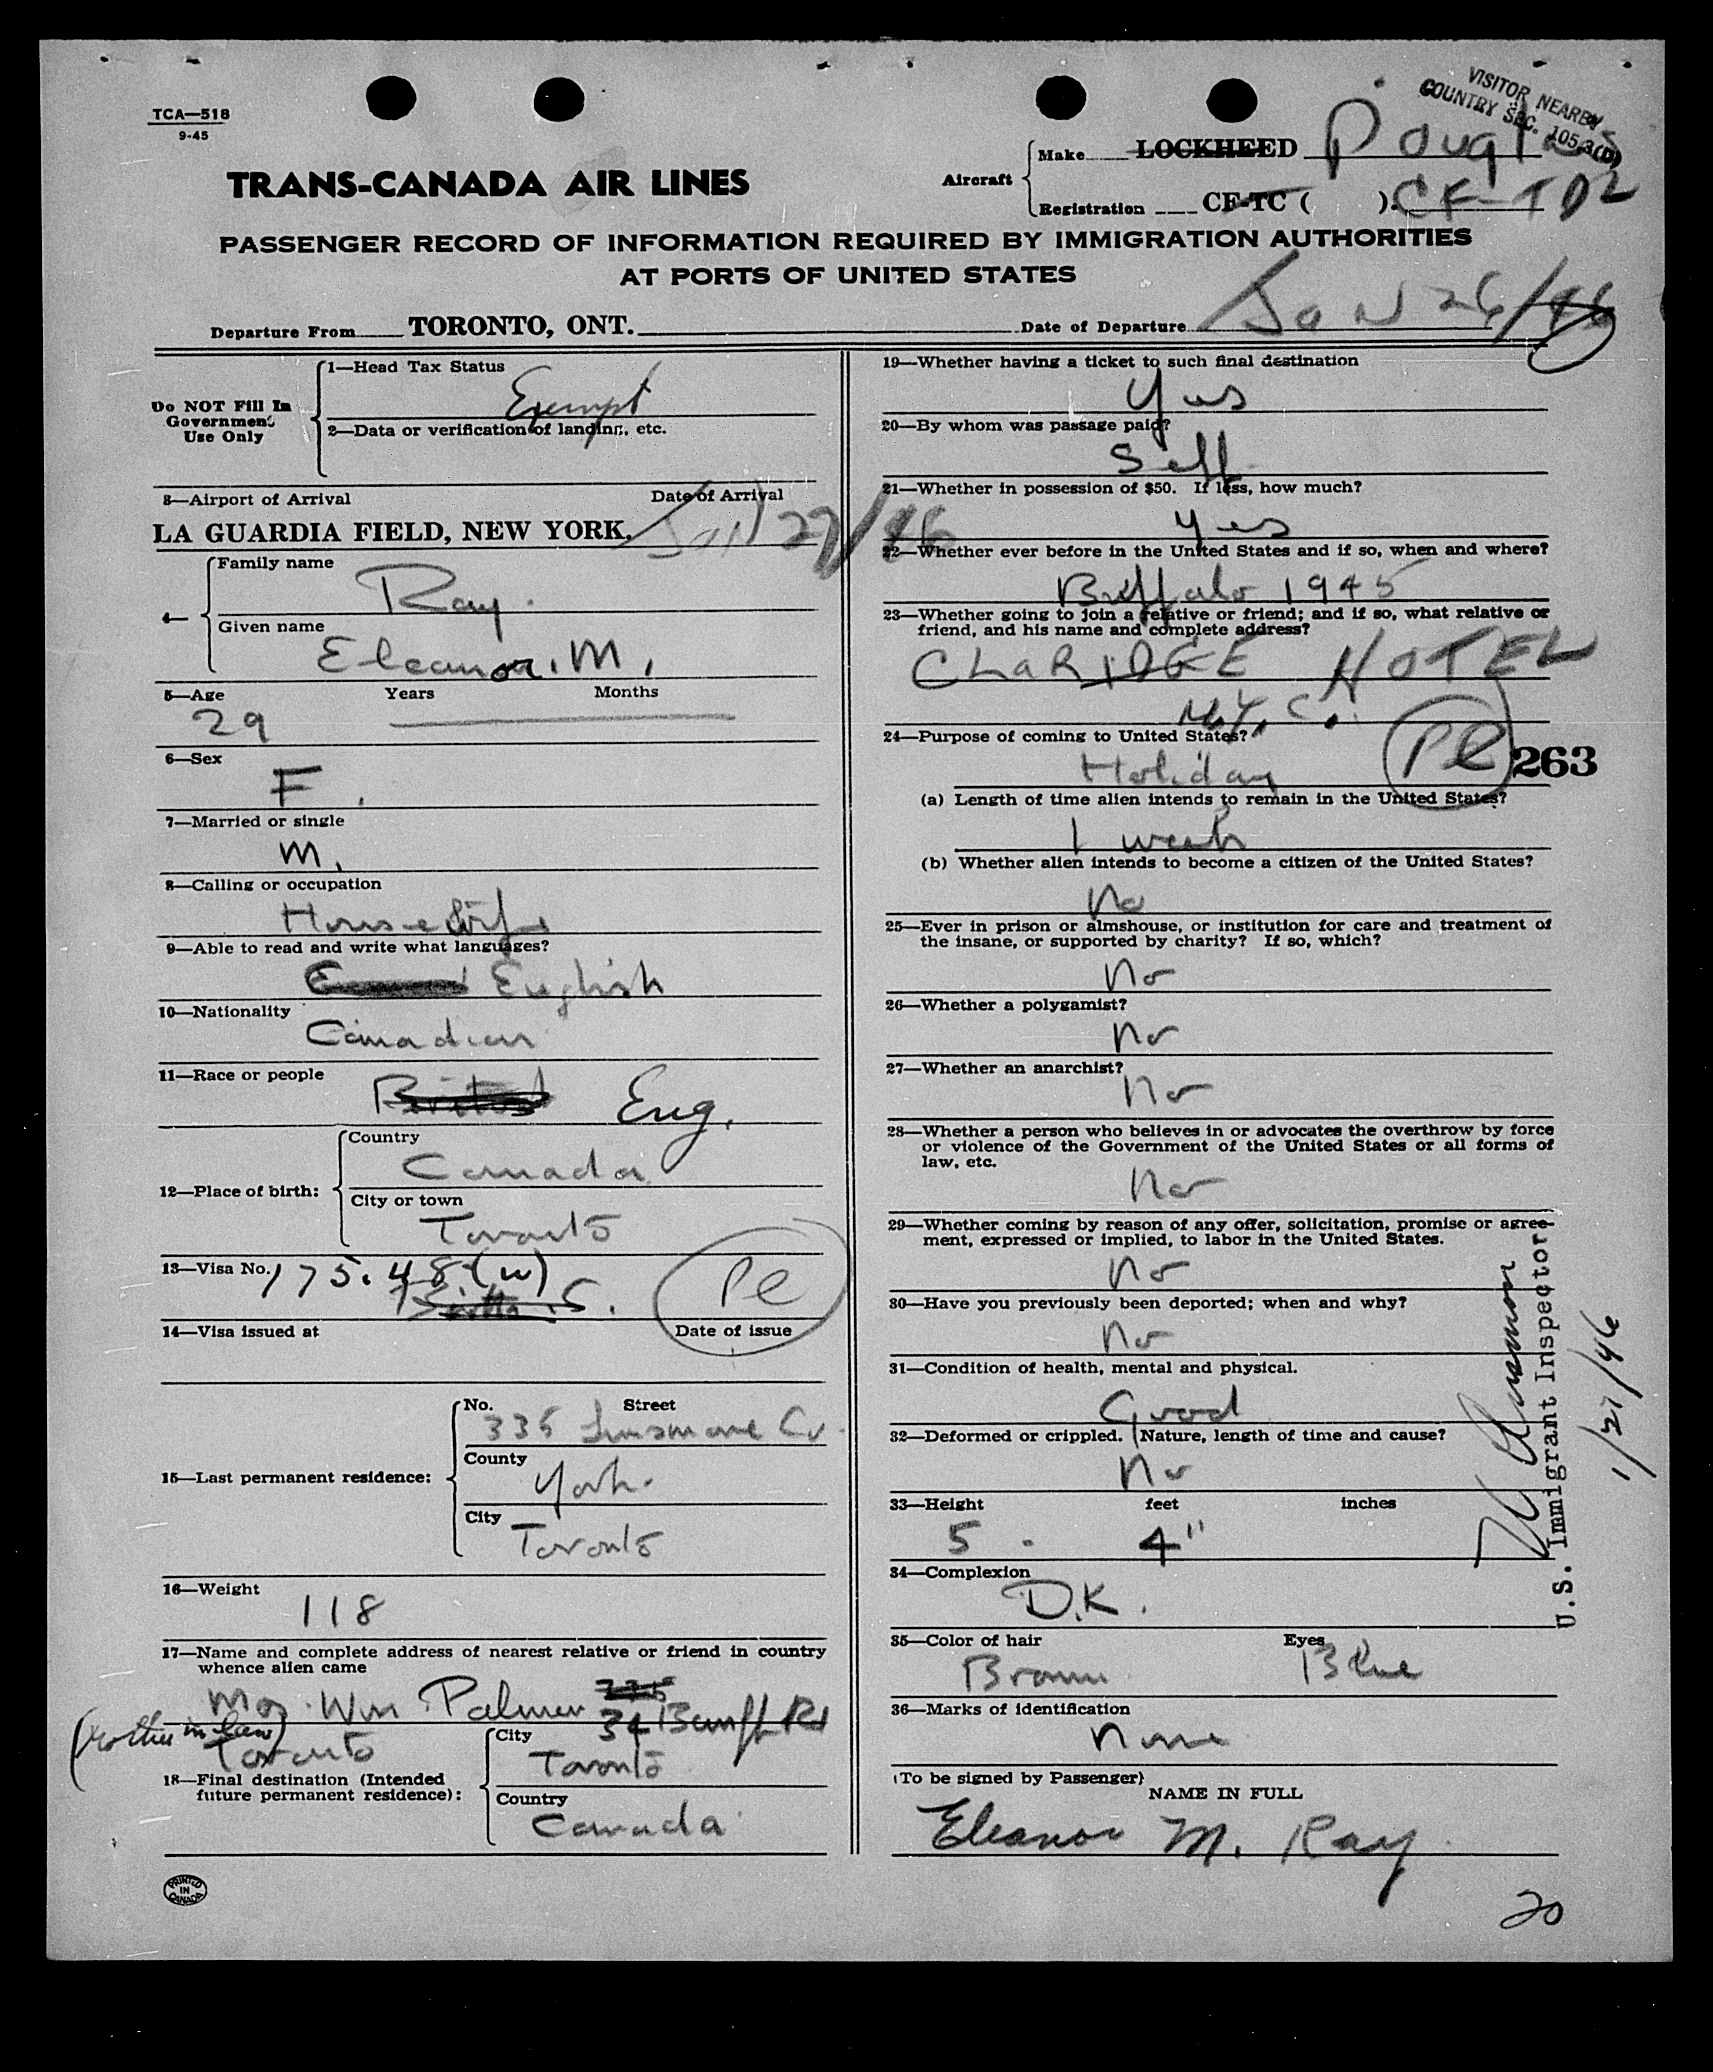 VISITOR NEARBY
COUNTRY SEC. 105.3(D)
TCA—518
9-45
TRANS-CANADA AIR LINES
Aircraft
Make LOCKHEED Douglas
Registration CF-TC ( ). CF-TDL
PASSENGER RECORD OF INFORMATION REQUIRED BY IMMIGRATION AUTHORITIES
AT PORTS OF UNITED STATES
Departure From TORONTO, ONT. Date of Departure Jan 26/46
Do NOT Fill In
Government
Use Only
1—Head Tax Status
Exempt
2—Data or verification of landing, etc.
3—Airport of Arrival Date of Arrival
LA GUARDIA FIELD, NEW YORK. Jan 27/46
4—
Family name
Ray.
Given name
Eleanor. M.
5—Age Years Months
29
6—Sex
F.
7—Married or single
M.
8—Calling or occupation
Housewife
9—Able to read and write what languages?
English
10—Nationality
Canadian
11—Race or people
British Eng.
12—Place of birth:
Country
Canada
City or town
Toronto
13—Visa No. 175.48(w)
PL
14—Visa issued at Date of issue
15—Last permanent residence:
No. Street
335
County
York.
City
Toronto
16—Weight
118
17—Name and complete address of nearest relative or friend in country
whence alien came
Mrs. Wm Palmer 335 34 Banff Rd
(Mother in law)
Toronto
18—Final destination (Intended
future permanent residence):
City
Toronto
Country
Canada
PRINTED
IN
CANADA
19—Whether having a ticket to such final destination
Yes
20—By whom was passage paid?
Self.
21—Whether in possession of $50. If less, how much?
Yes
22—Whether ever before in the United States and if so, when and where?
Buffalo 1945
23—Whether going to join a relative or friend; and if so, what relative or
friend, and his name and complete address?
CLARIDGE HOTEL
N.Y.C.
24—Purpose of coming to United States?
Holiday
PL
263
(a) Length of time alien intends to remain in the United States?
1 week
(b) Whether alien intends to become a citizen of the United States?
No
25—Ever in prison or almshouse, or institution for care and treatment of
the insane, or supported by charity? If so, which?
No
26—Whether a polygamist?
No
27—Whether an anarchist?
No
28—Whether a person who believes in or advocates the overthrow by force
or violence of the Government of the United States or all forms of
law, etc.
No
29—Whether coming by reason of any offer, solicitation, promise or agree-
ment, expressed or implied, to labor in the United States.
No
30—Have you previously been deported; when and why?
No
31—Condition of health, mental and physical.
Good
32—Deformed or crippled. Nature, length of time and cause?
No
33—Height feet inches
5 - 4"
34—Complexion
D.K.
35—Color of hair Eyes
Brown Blue
36—Marks of identification
None
(To be signed by Passenger)
NAME IN FULL
Eleanor M. Ray
U.S. Immigrant Inspector
1/27/46
20